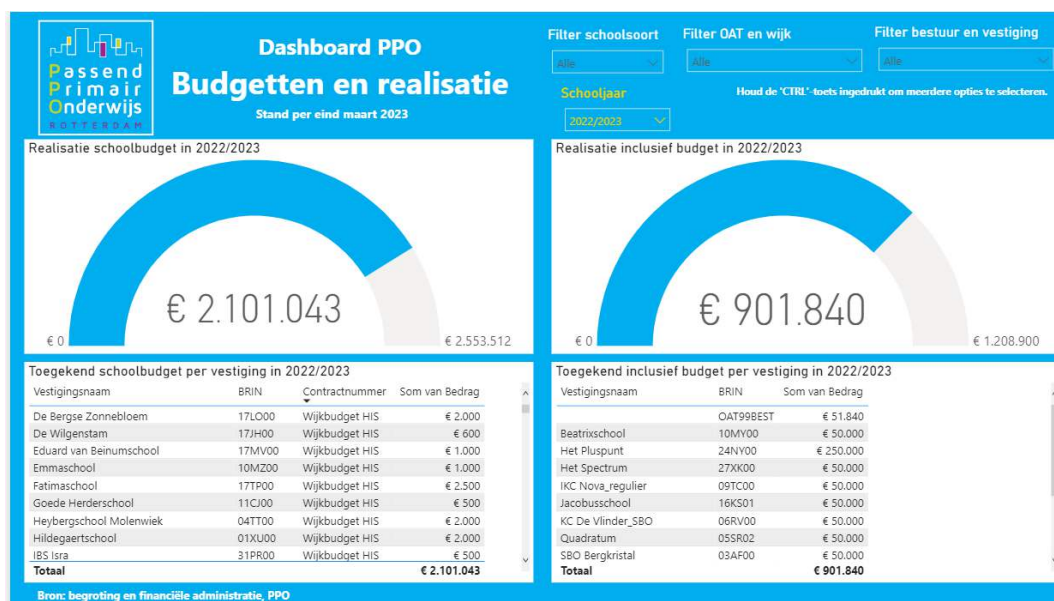 Passend
Primair
Onderwijs
ROTTERDAM
Dashboard PPO
Budgetten en realisatie
Stand per eind maart 2023
Filter schoolsoort Filter OAT en wijk Filter bestuur en vestiging
Alle Alle Alle
Schooljaar
2022/2023
Houd de 'CTRL'-toets ingedrukt om meerdere opties te selecteren.
Realisatie schoolbudget in 2022/2023
€ 2.101.043
€ 0 € 2.553.512
Realisatie inclusief budget in 2022/2023
€ 901.840
€ 0 € 1.208.900
Toegekend schoolbudget per vestiging in 2022/2023
Vestigingsnaam BRIN Contractnummer Som van Bedrag
De Bergse Zonnebloem 17LO00 Wijkbudget HIS € 2.000
De Wilgenstam 17JH00 Wijkbudget HIS € 600
Eduard van Beinumschool 17MV00 Wijkbudget HIS € 1.000
Emmaschool 10MZ00 Wijkbudget HIS € 1.000
Fatimaschool 17TP00 Wijkbudget HIS € 2.500
Goede Herderschool 11CJ00 Wijkbudget HIS € 500
Heybergschool Molenwiek 04TT00 Wijkbudget HIS € 2.000
Hildegaertschool 01XU00 Wijkbudget HIS € 2.000
IBS Isra 31PR00 Wijkbudget HIS € 500
Totaal € 2.101.043
Toegekend inclusief budget per vestiging in 2022/2023
Vestigingsnaam BRIN Som van Bedrag
OAT99BEST € 51.840
Beatrixschool 10MY00 € 50.000
Het Pluspunt 24NY00 € 250.000
Het Spectrum 27XK00 € 50.000
IKC Nova_regulier 09TC00 € 50.000
Jacobusschool 16KS01 € 50.000
KC De Vlinder_SBO 06RV00 € 50.000
Quadratum 05SR02 € 50.000
SBO Bergkristal 03AF00 € 50.000
Totaal € 901.840
Bron: begroting en financiële administratie, PPO